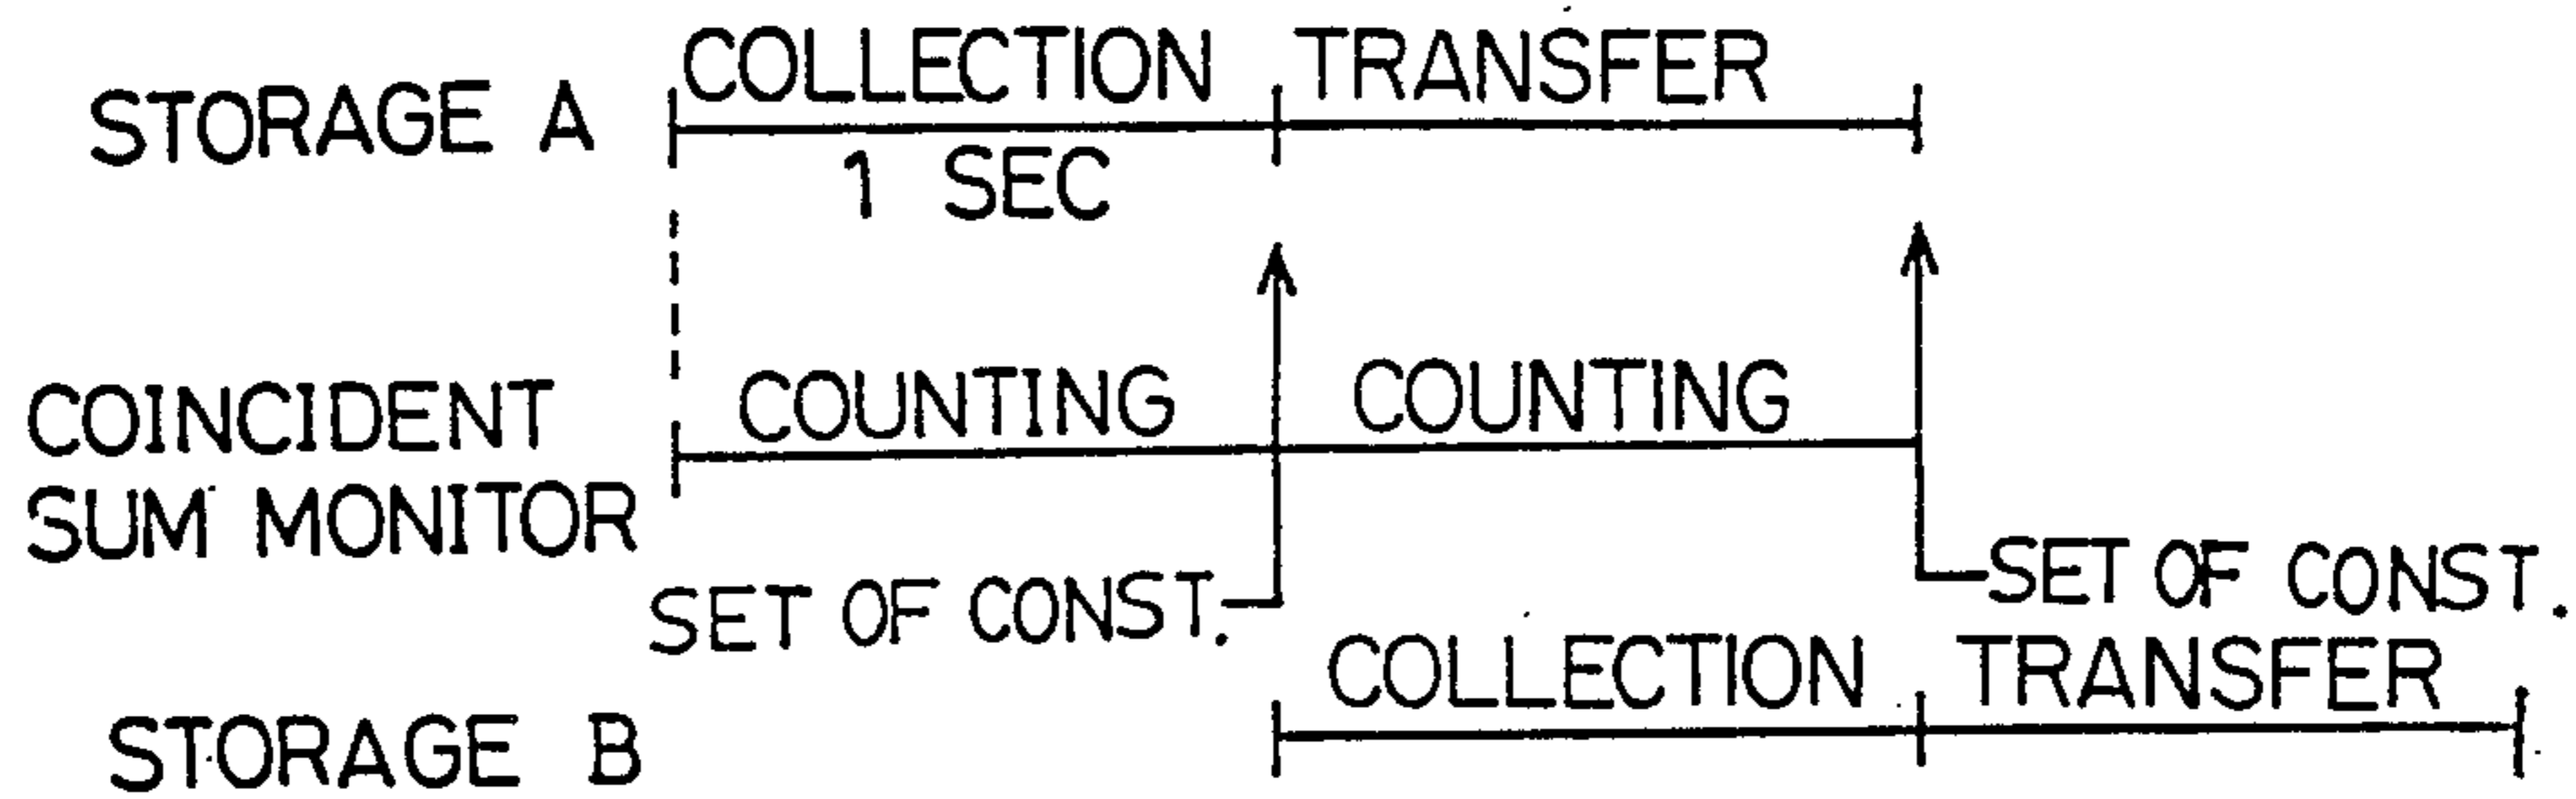 COLLECTION TRANSFER
STORAGE A
1 SEC
COUNTING COUNTING
COINCIDENT
SUM MONITOR
SET OF CONST.
SET OF CONST.
COLLECTION TRANSFER
STORAGE B